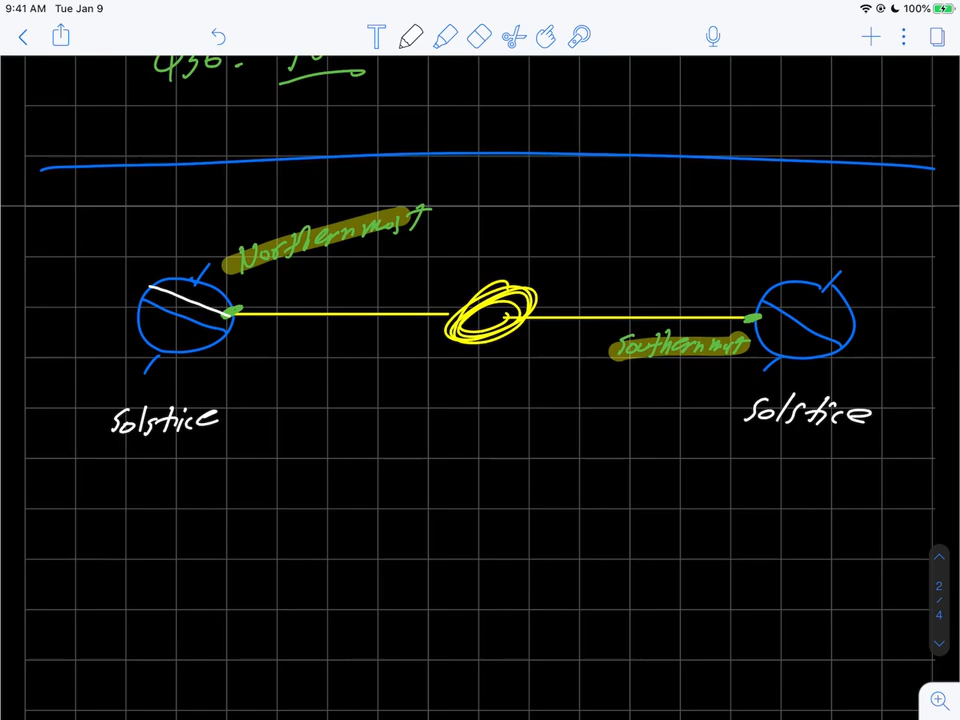 9:41 AM Tue Jan 9
100%
Northernmost
Southernmost
Solstice
Solstice
2
/
4